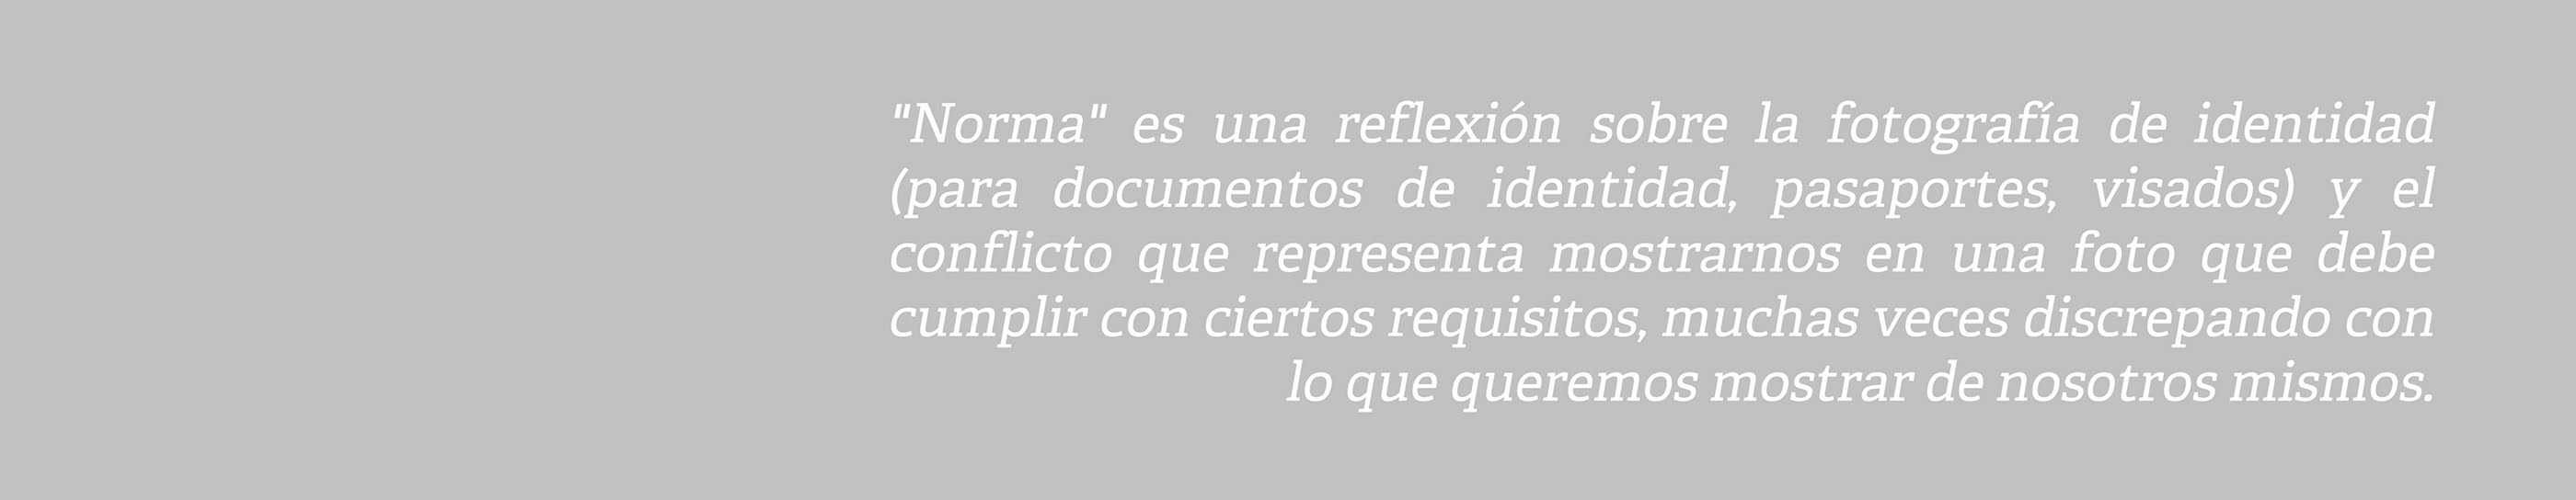 "Norma" es una reflexión sobre la fotografía de identidad
(para documentos de identidad, pasaportes, visados) y el
conflicto que representa mostrarnos en una foto que debe
cumplir con ciertos requisitos, muchas veces discrepando con
lo que queremos mostrar de nosotros mismos.